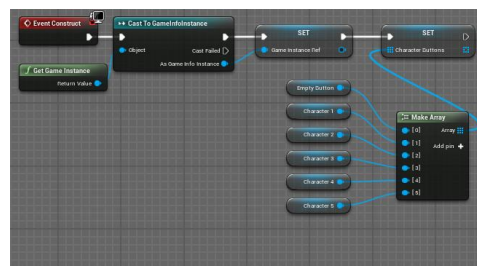 Event Construct
Cast To GameInfoInstance
Object
Cast Failed
As Game Info Instance
Get Game Instance
Return Value
SET
Game Instance Ref
SET
Character Buttons
Empty Button
Character 1
Character 2
Character 3
Character 4
Character 5
Make Array
[0]
Array
[1]
Add pin +
[2]
[3]
[4]
[5]